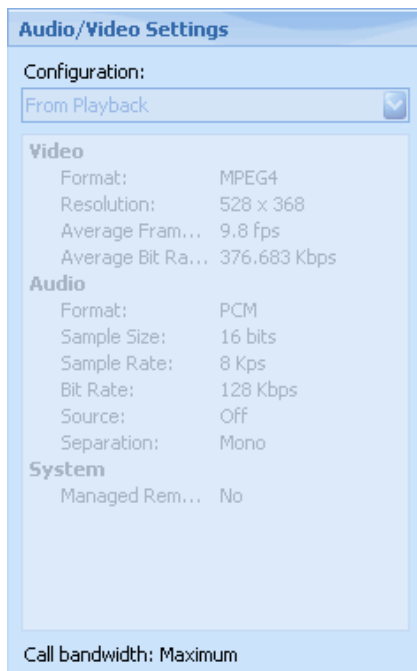 Audio/Video Settings
Configuration:
From Playback
Video
Format: MPEG4
Resolution: 528 x 368
Average Fram... 9.8 fps
Average Bit Ra... 376.683 Kbps
Audio
Format: PCM
Sample Size: 16 bits
Sample Rate: 8 Kps
Bit Rate: 128 Kbps
Source: Off
Separation: Mono
System
Managed Rem... No
Call bandwidth: Maximum